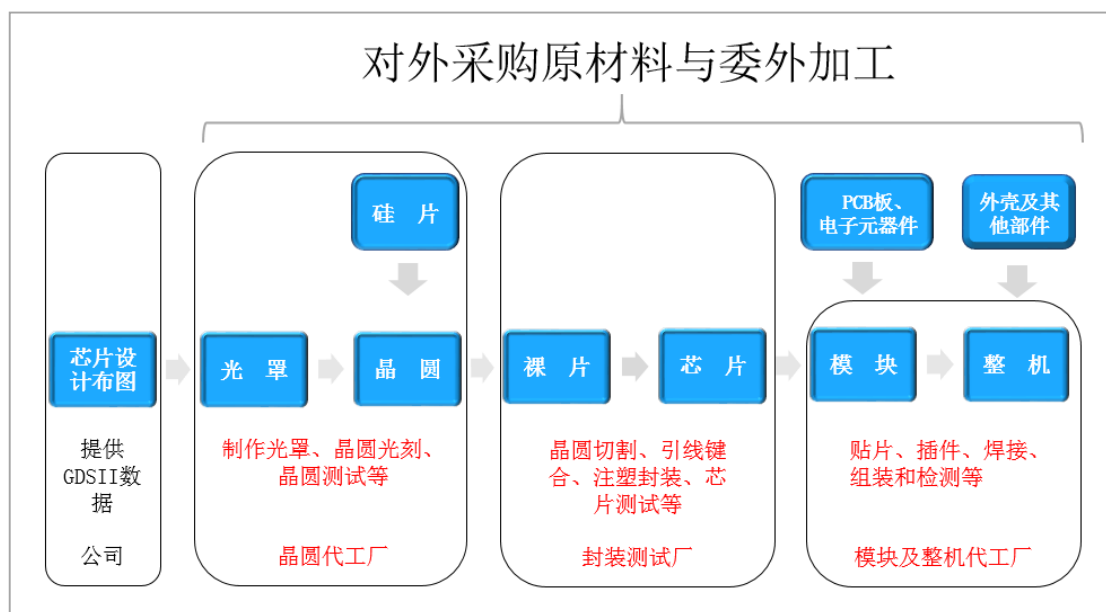 对外采购原材料与委外加工
硅 片
PCB板、
电子元器件
外壳及其
他部件
芯片设
计布图
光 罩
晶 圆
裸 片
芯 片
模 块
整 机
提供
GDSII数
据
制作光罩、晶圆光刻、
晶圆测试等
晶圆切割、引线键
合、注塑封装、芯
片测试等
贴片、插件、焊接、
组装和检测等
公司
晶圆代工厂
封装测试厂
模块及整机代工厂